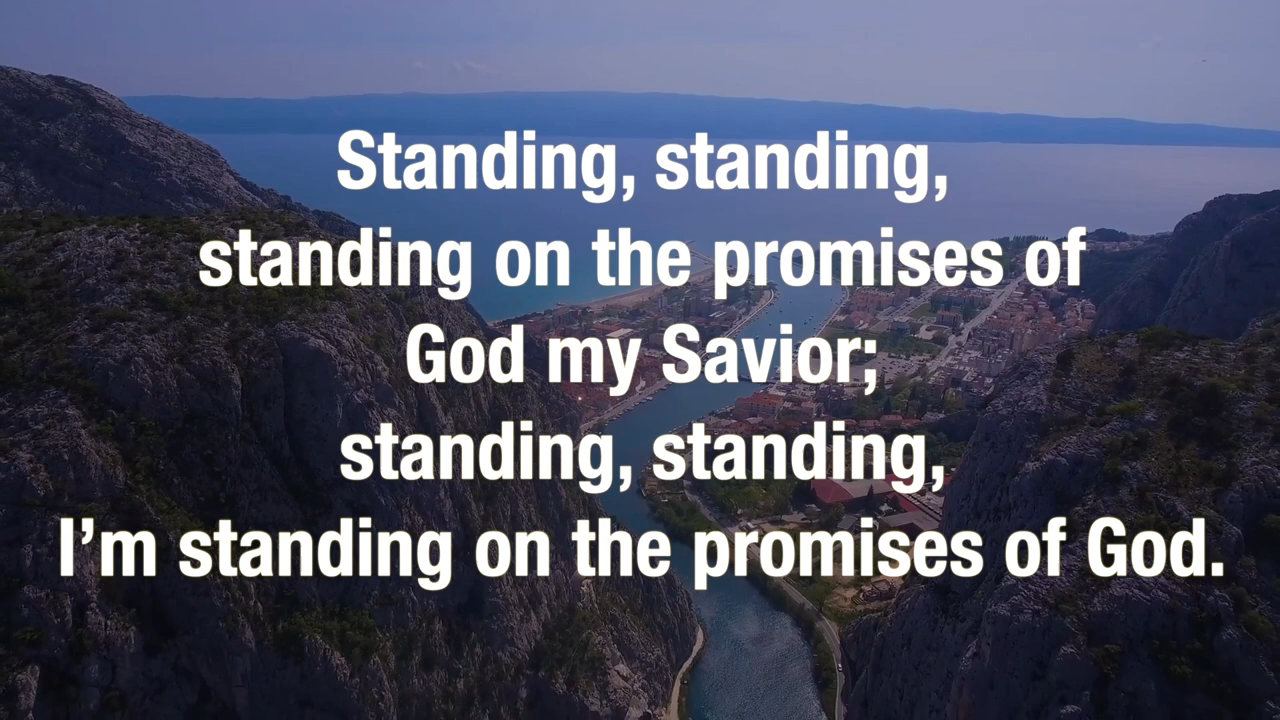 Standing, standing,
standing on the promises of
God my Savior;
standing, standing,
I’m standing on the promises of God.